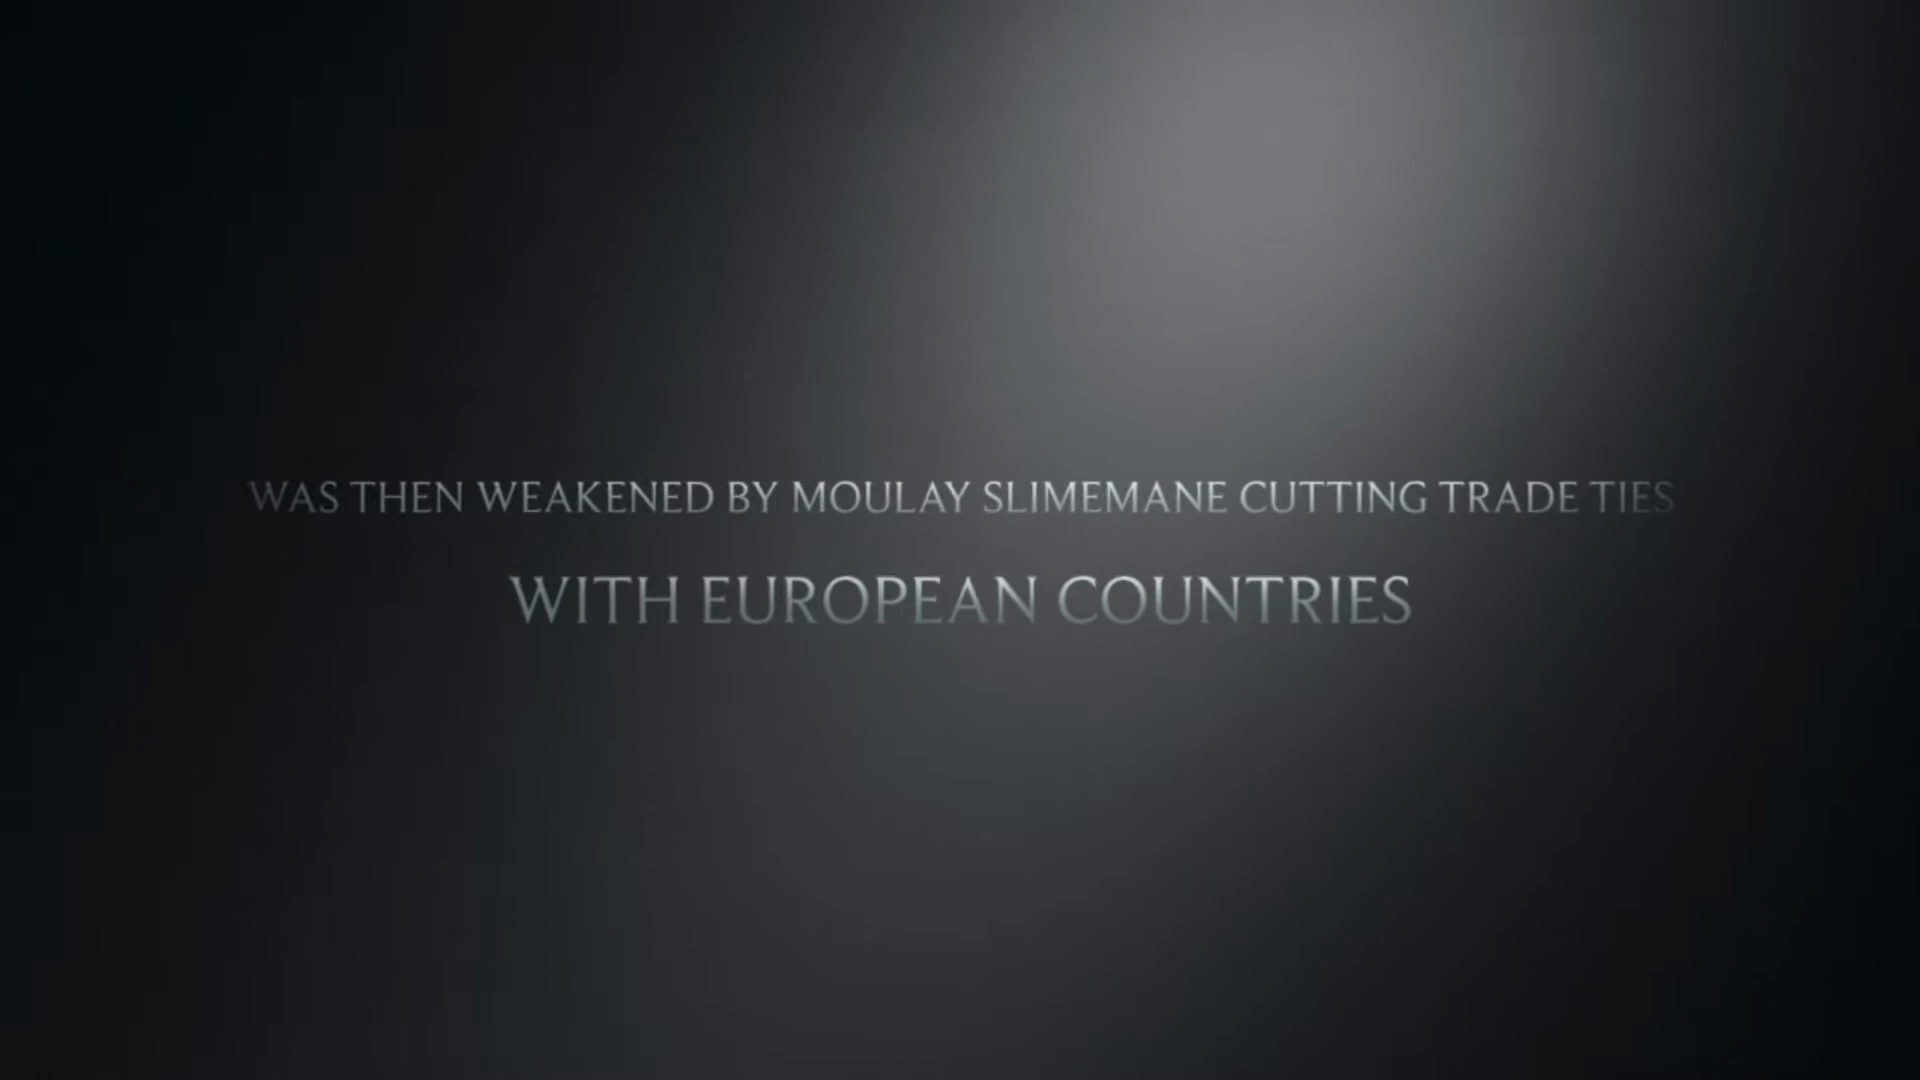 WAS THEN WEAKENED BY MOULAY SLIMEMANE CUTTING TRADE TIES
WITH EUROPEAN COUNTRIES